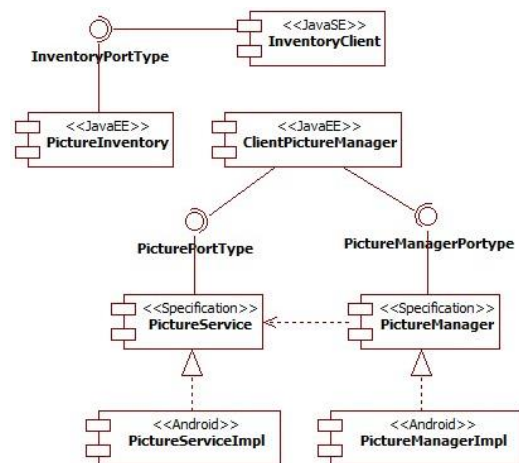 <<JavaSE>>
InventoryClient
InventoryPortType
<<JavaEE>>
PictureInventory
<<JavaEE>>
ClientPictureManager
PicturePortType
PictureManagerPortype
<<Specification>>
PictureService
<<Specification>>
PictureManager
<<Android>>
PictureServiceImpl
<<Android>>
PictureManagerImpl